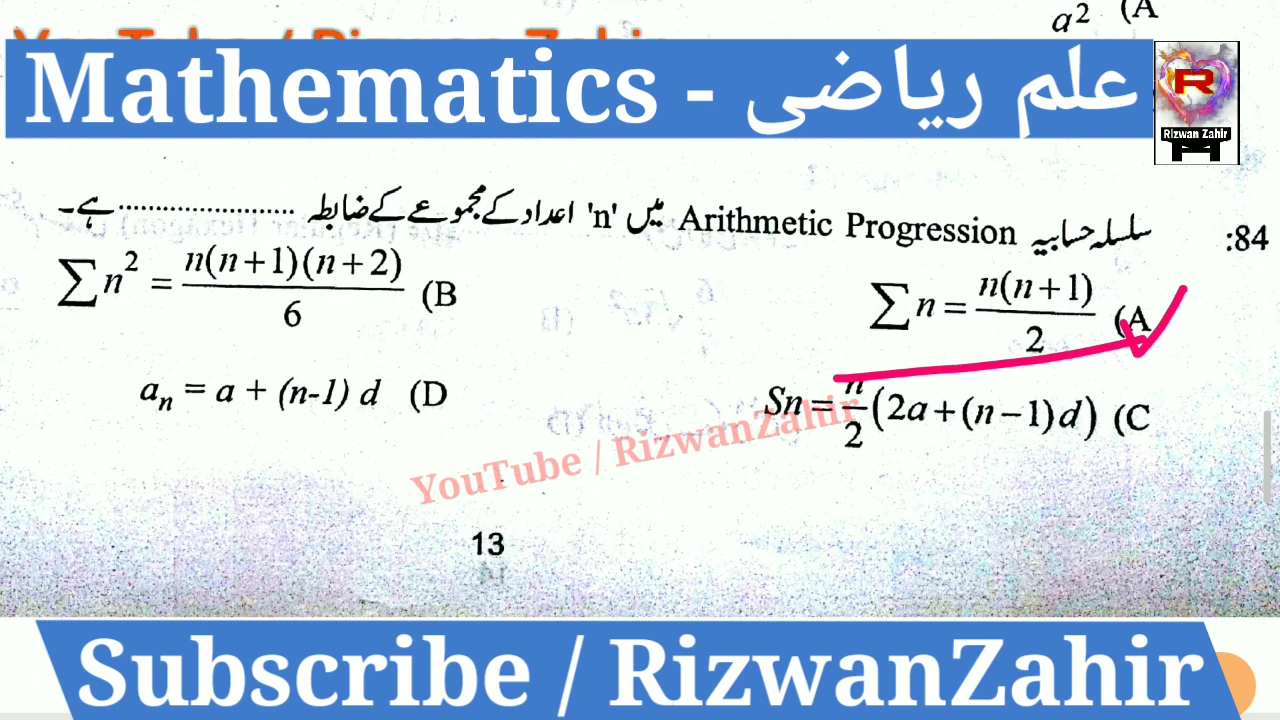 a² (A
Mathematics - علم ریاضی
R
Rizwan Zahir
84: سلسلہ حسابیہ Arithmetic Progression میں 'n' اعداد کے مجموعے کے ضابطہ ........................ ہے۔
∑n = n(n+1)/2 (A
∑n² = n(n+1)(n+2)/6 (B
Sn = n/2(2a+(n−1)d) (C
aₙ = a + (n-1) d (D
YouTube / RizwanZahir
13
Subscribe / RizwanZahir